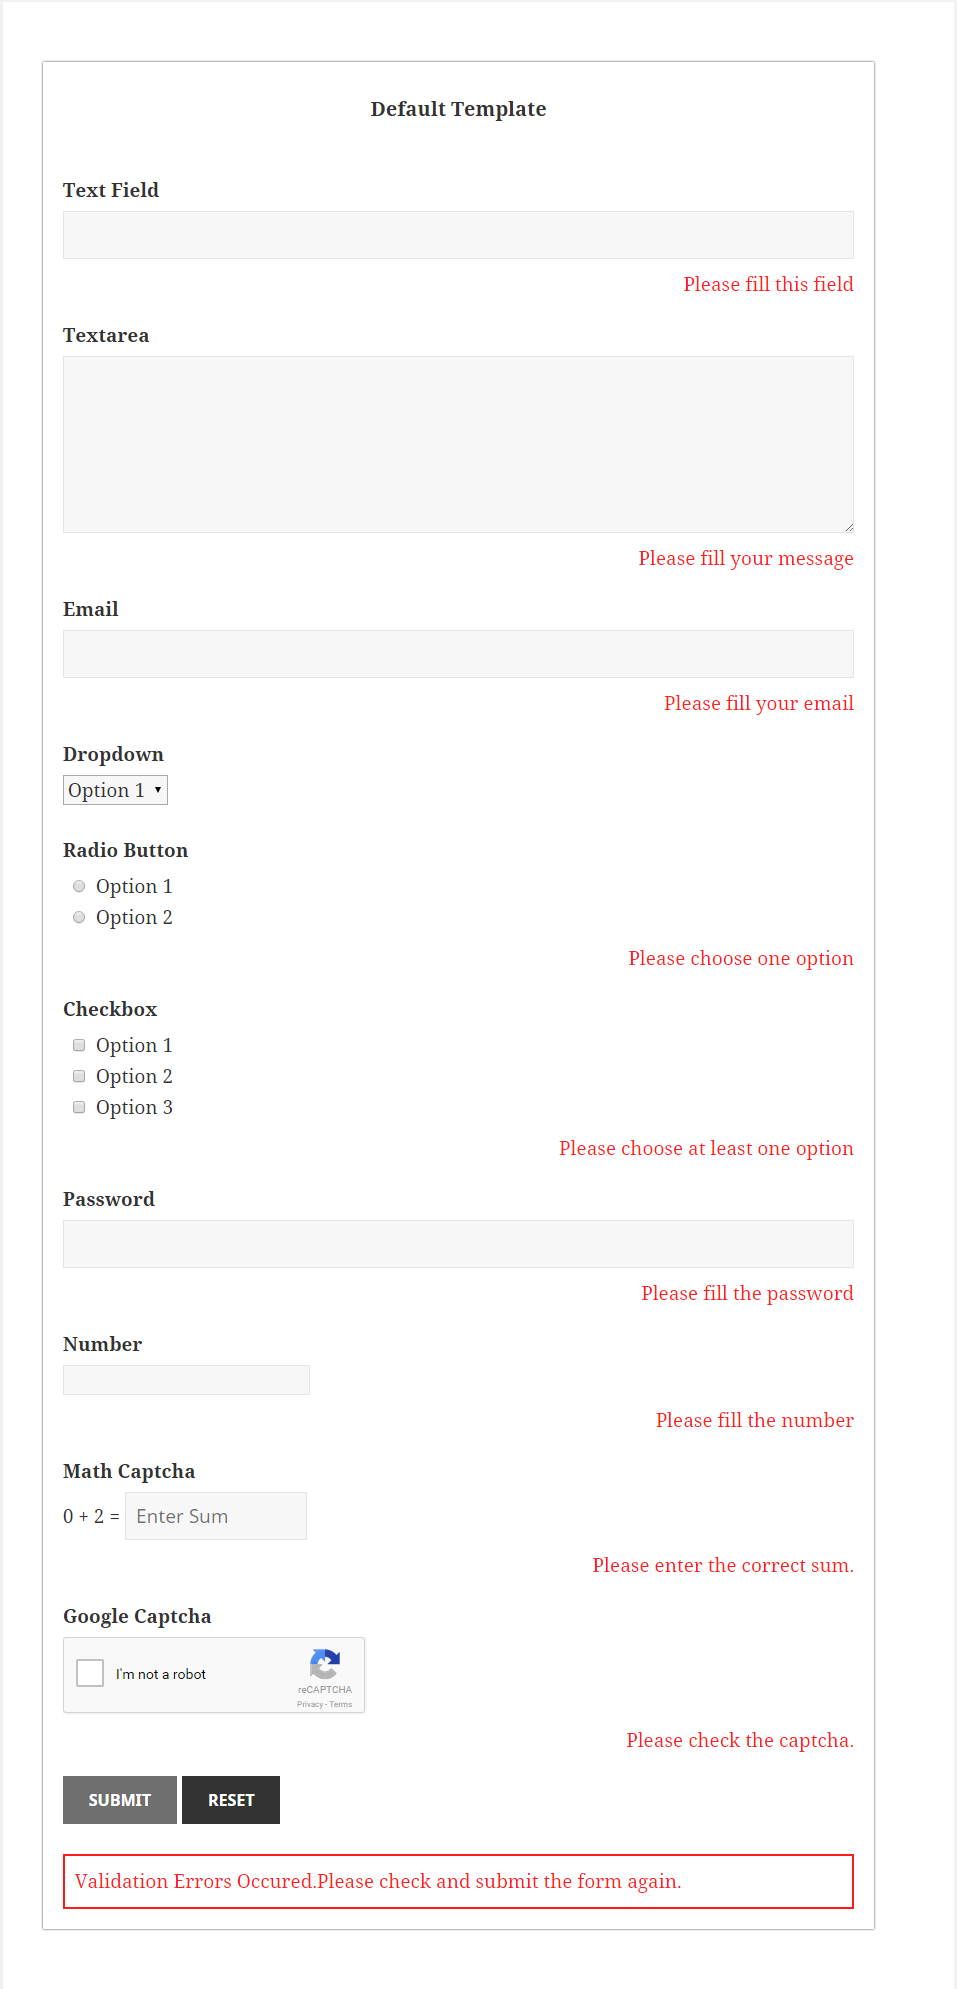 Default Template
Text Field
Please fill this field
Textarea
Please fill your message
Email
Please fill your email
Dropdown
Option 1
Radio Button
Option 1
Option 2
Please choose one option
Checkbox
Option 1
Option 2
Option 3
Please choose at least one option
Password
Please fill the password
Number
Please fill the number
Math Captcha
0 + 2 = Enter Sum
Please enter the correct sum.
Google Captcha
I'm not a robot
reCAPTCHA
Privacy - Terms
Please check the captcha.
SUBMIT RESET
Validation Errors Occured.Please check and submit the form again.